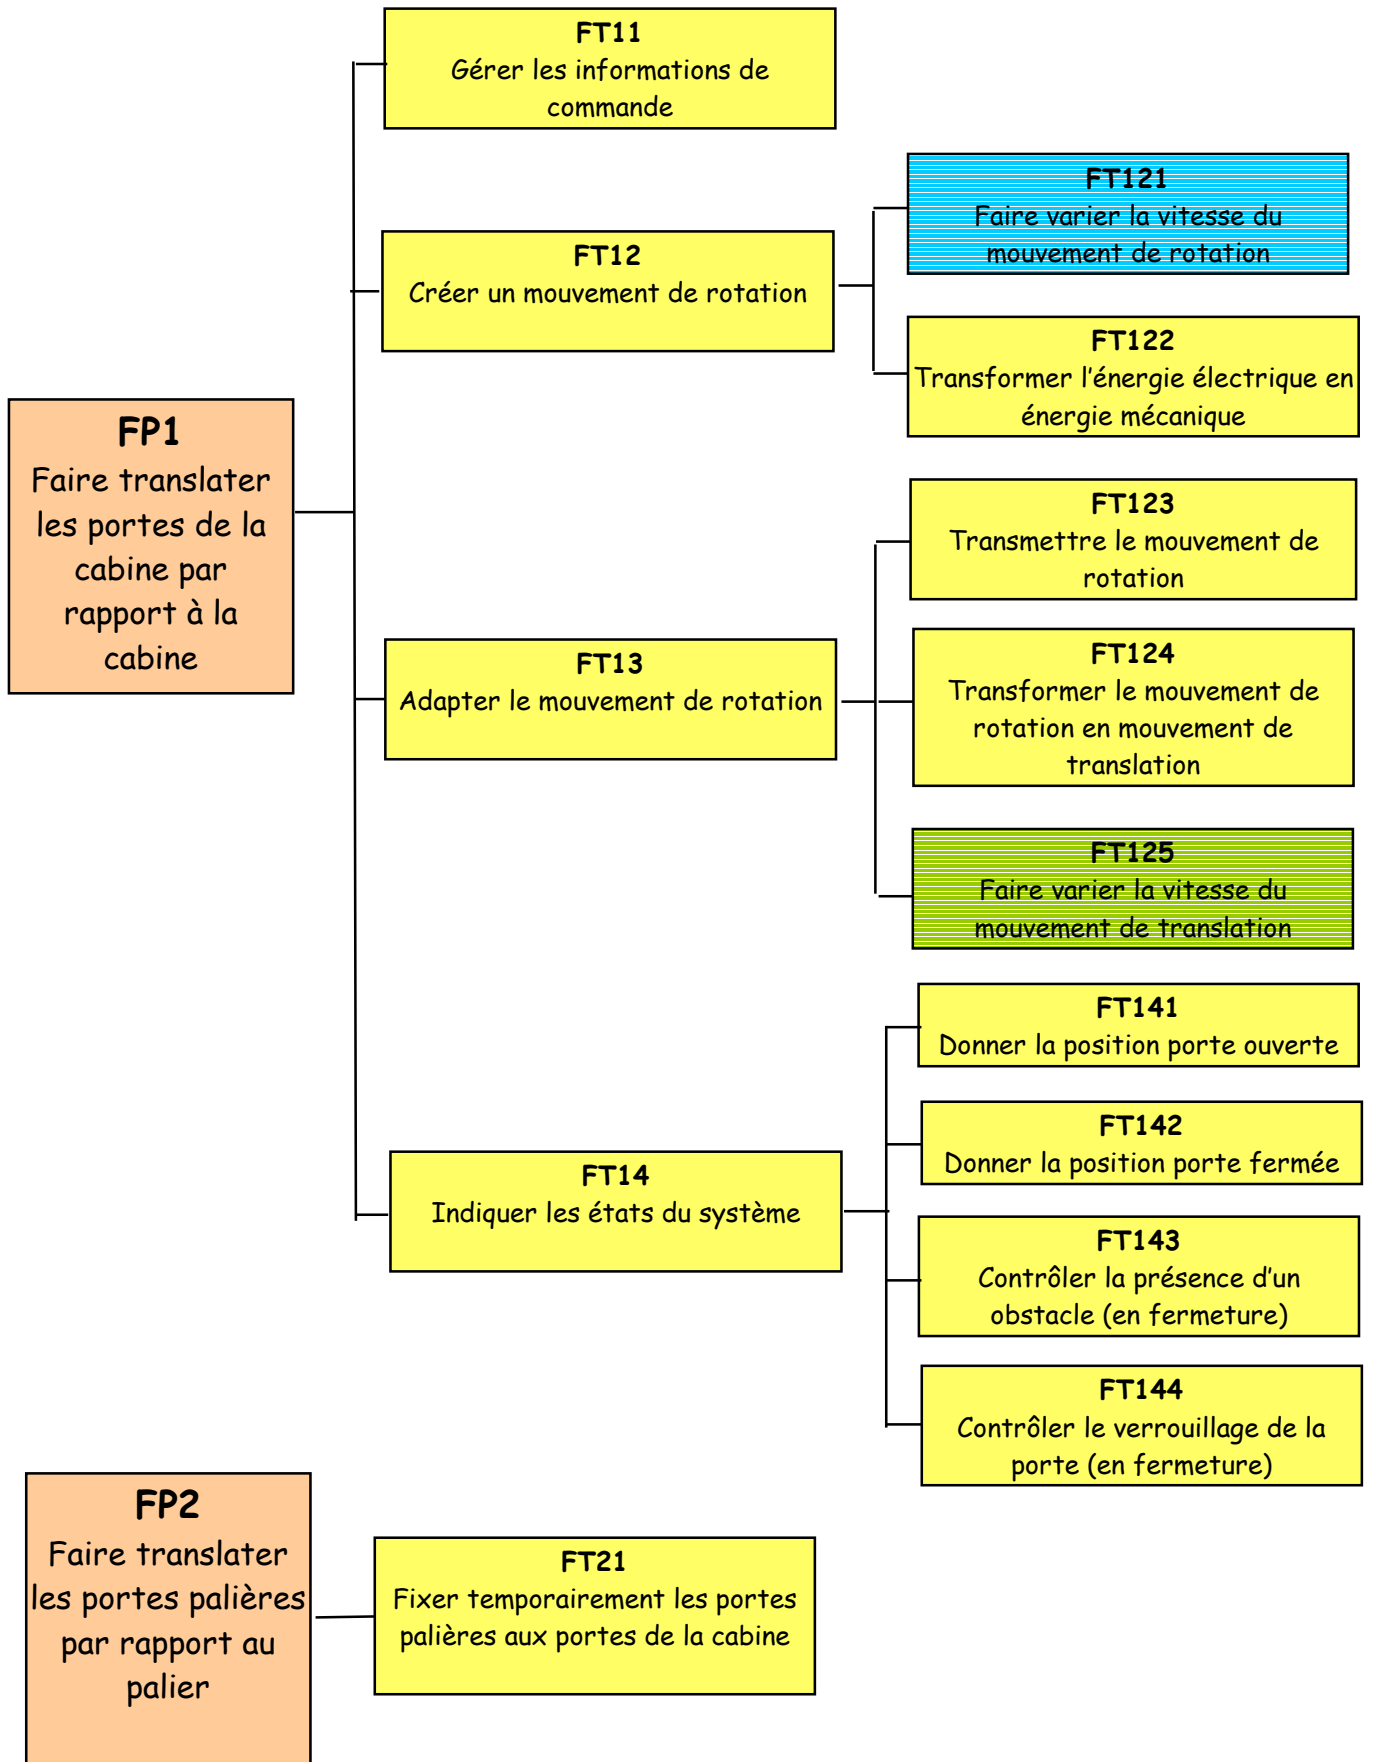 FP1
Faire translater
les portes de la
cabine par
rapport à la
cabine
FT11
Gérer les informations de
commande
FT12
Créer un mouvement de rotation
FT121
Faire varier la vitesse du
mouvement de rotation
FT122
Transformer l'énergie électrique en
énergie mécanique
FT13
Adapter le mouvement de rotation
FT123
Transmettre le mouvement de
rotation
FT124
Transformer le mouvement de
rotation en mouvement de
translation
FT125
Faire varier la vitesse du
mouvement de translation
FT14
Indiquer les états du système
FT141
Donner la position porte ouverte
FT142
Donner la position porte fermée
FT143
Contrôler la présence d'un
obstacle (en fermeture)
FT144
Contrôler le verrouillage de la
porte (en fermeture)
FP2
Faire translater
les portes palières
par rapport au
palier
FT21
Fixer temporairement les portes
palières aux portes de la cabine